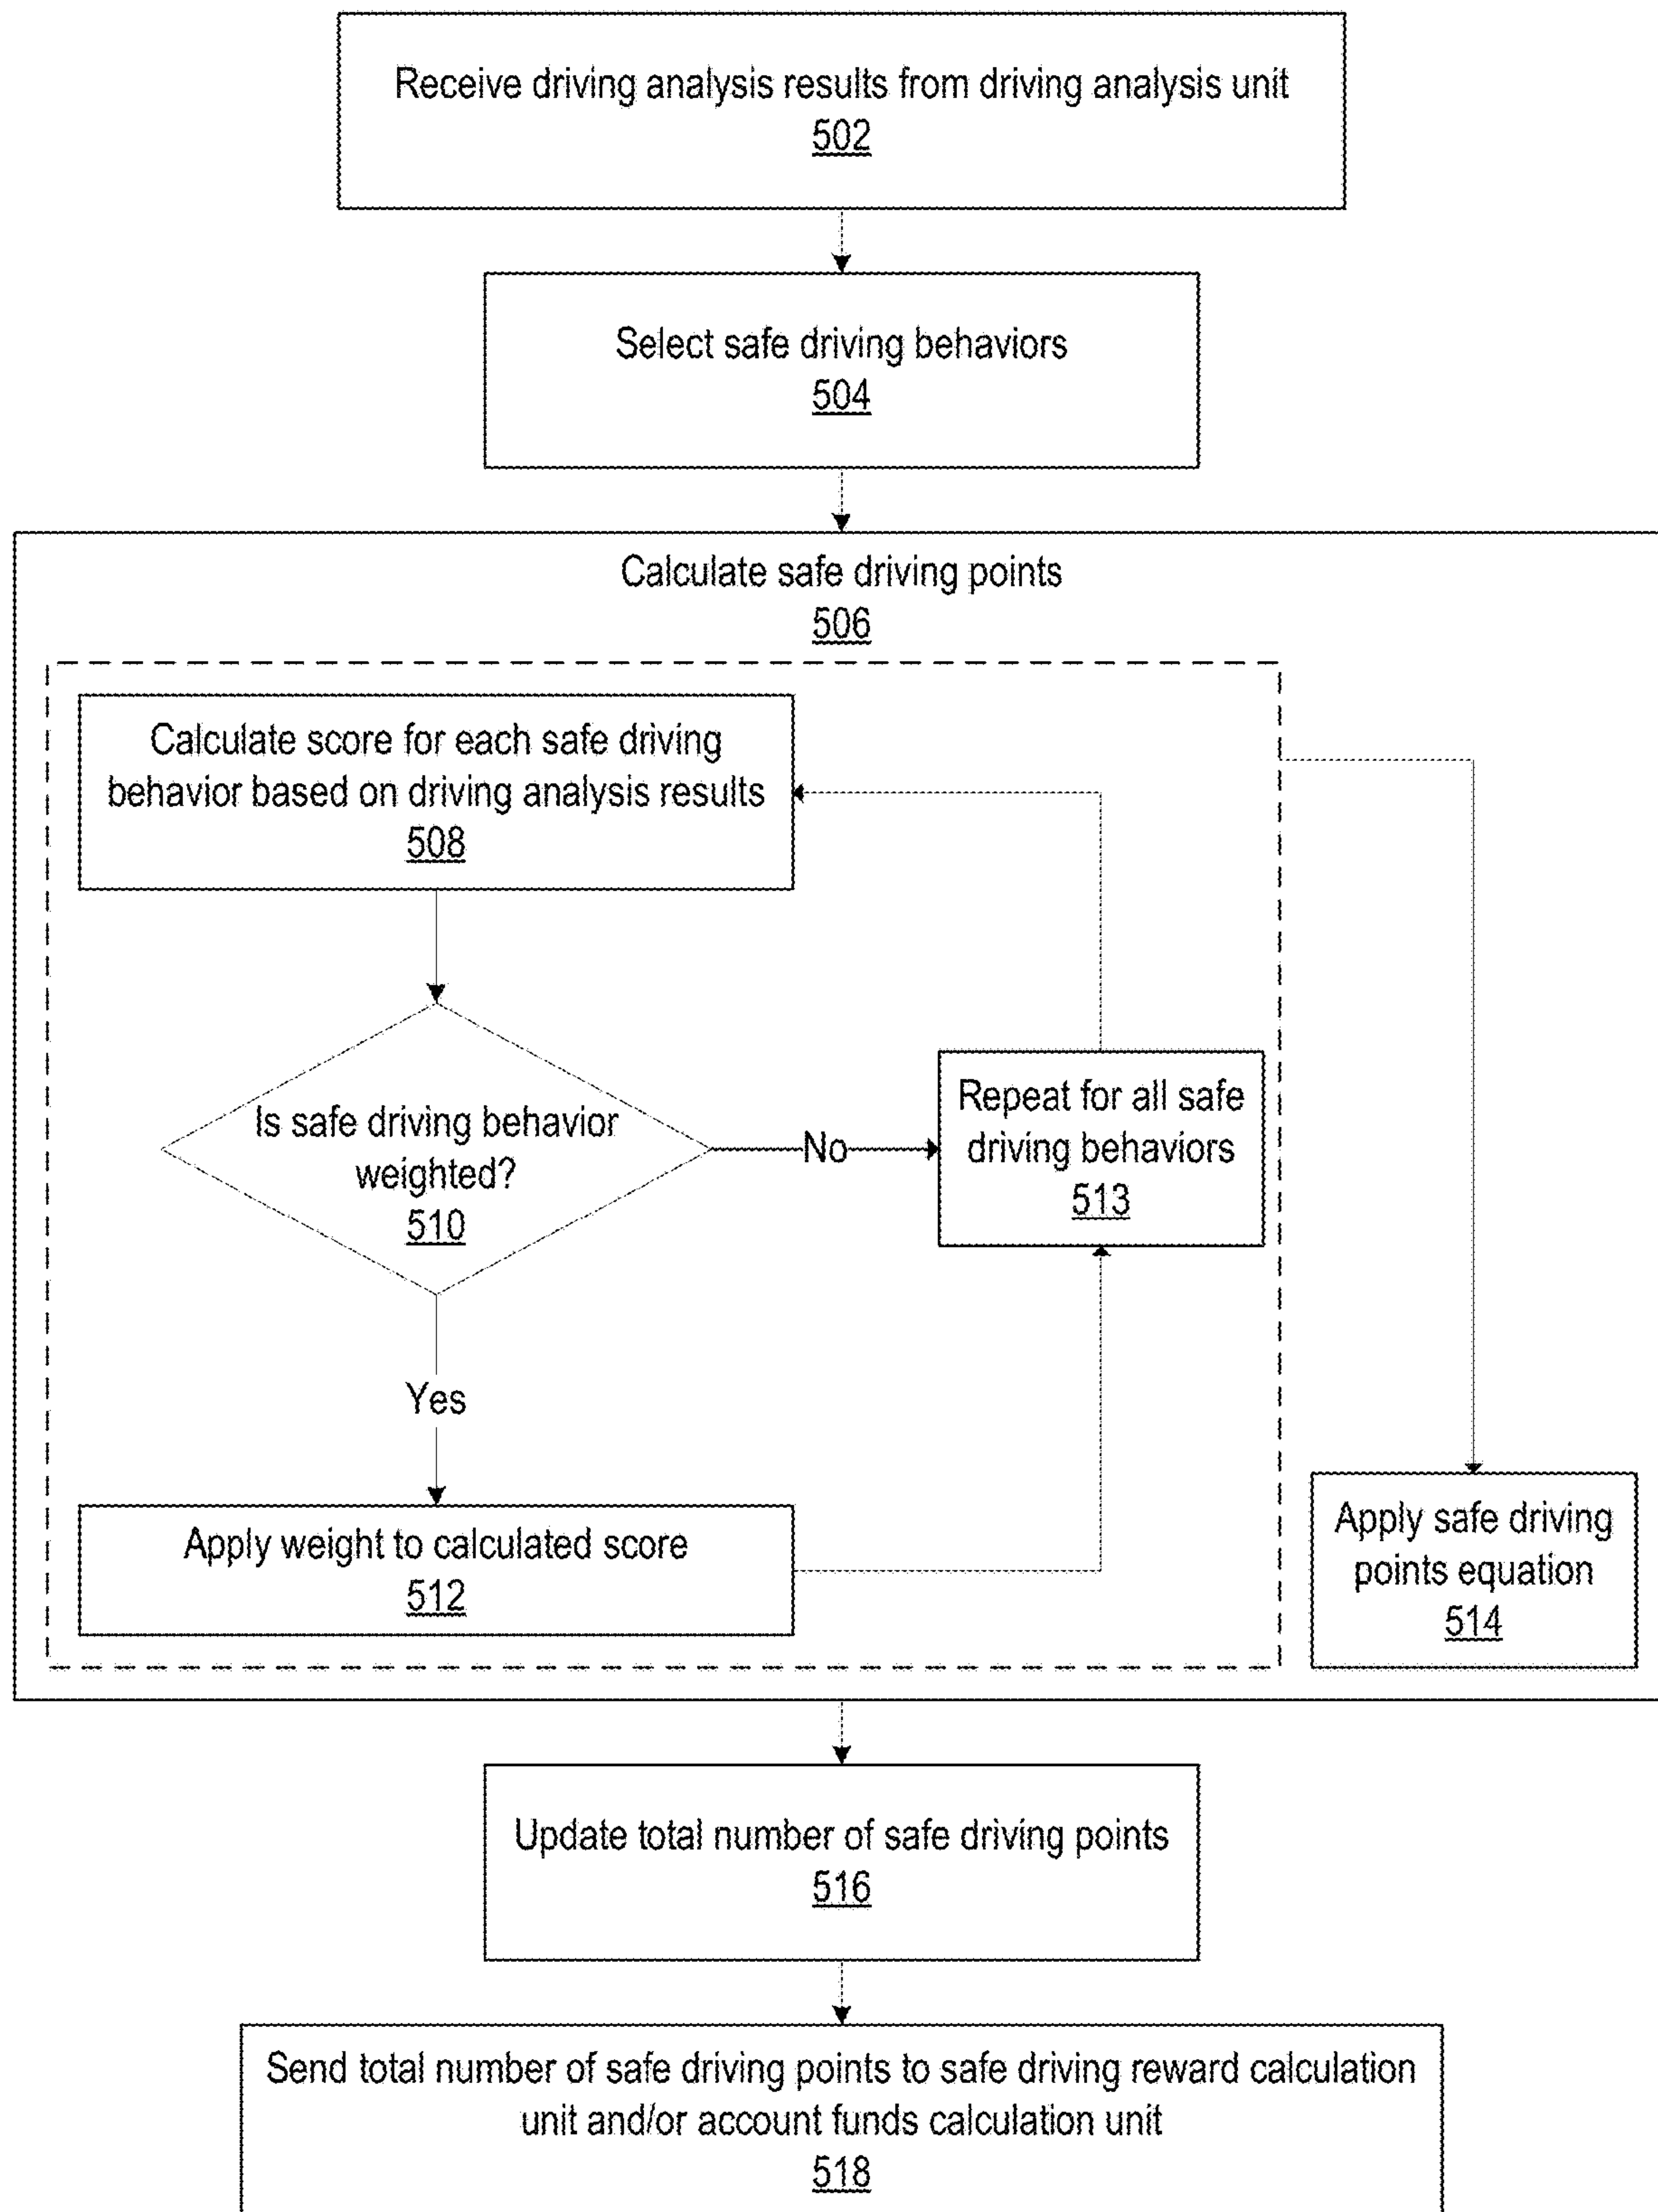 Receive driving analysis results from driving analysis unit
502
Select safe driving behaviors
504
Calculate safe driving points
506
Calculate score for each safe driving
behavior based on driving analysis results
508
Is safe driving behavior
weighted?
510
No
Repeat for all safe
driving behaviors
513
Yes
Apply weight to calculated score
512
Apply safe driving
points equation
514
Update total number of safe driving points
516
Send total number of safe driving points to safe driving reward calculation
unit and/or account funds calculation unit
518